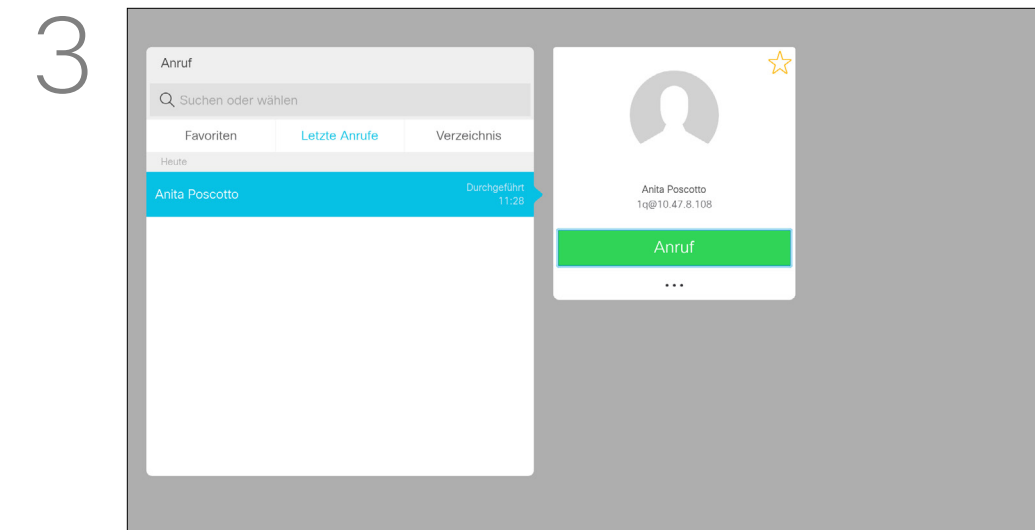 3
Anruf
Suchen oder wählen
Favoriten Letzte Anrufe Verzeichnis
Heute
Anita Poscotto Durchgeführt
11:28
Anita Poscotto
1q@10.47.8.108
Anruf
...